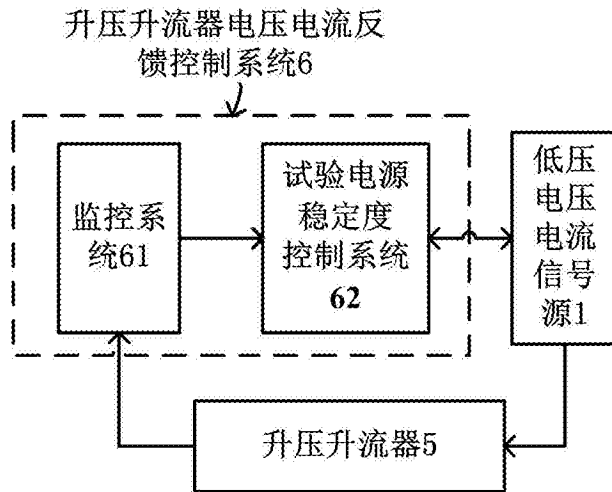 升压升流器电压电流反
馈控制系统6
监控系
统61
试验电源
稳定度
控制系统
62
低压
电压
电流
信号
源1
升压升流器5